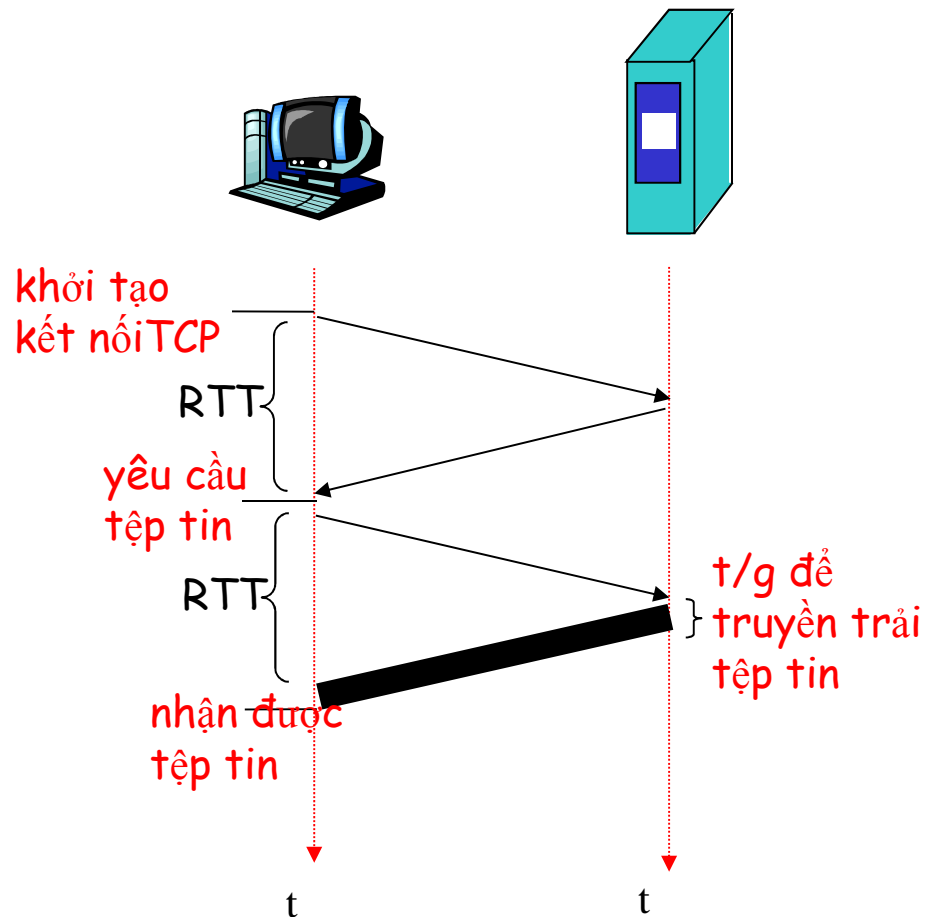 khởi tạo
kết nốiTCP
RTT
yêu cầu
tệp tin
RTT
t/g để
truyền trải
tệp tin
nhận được
tệp tin
t
t